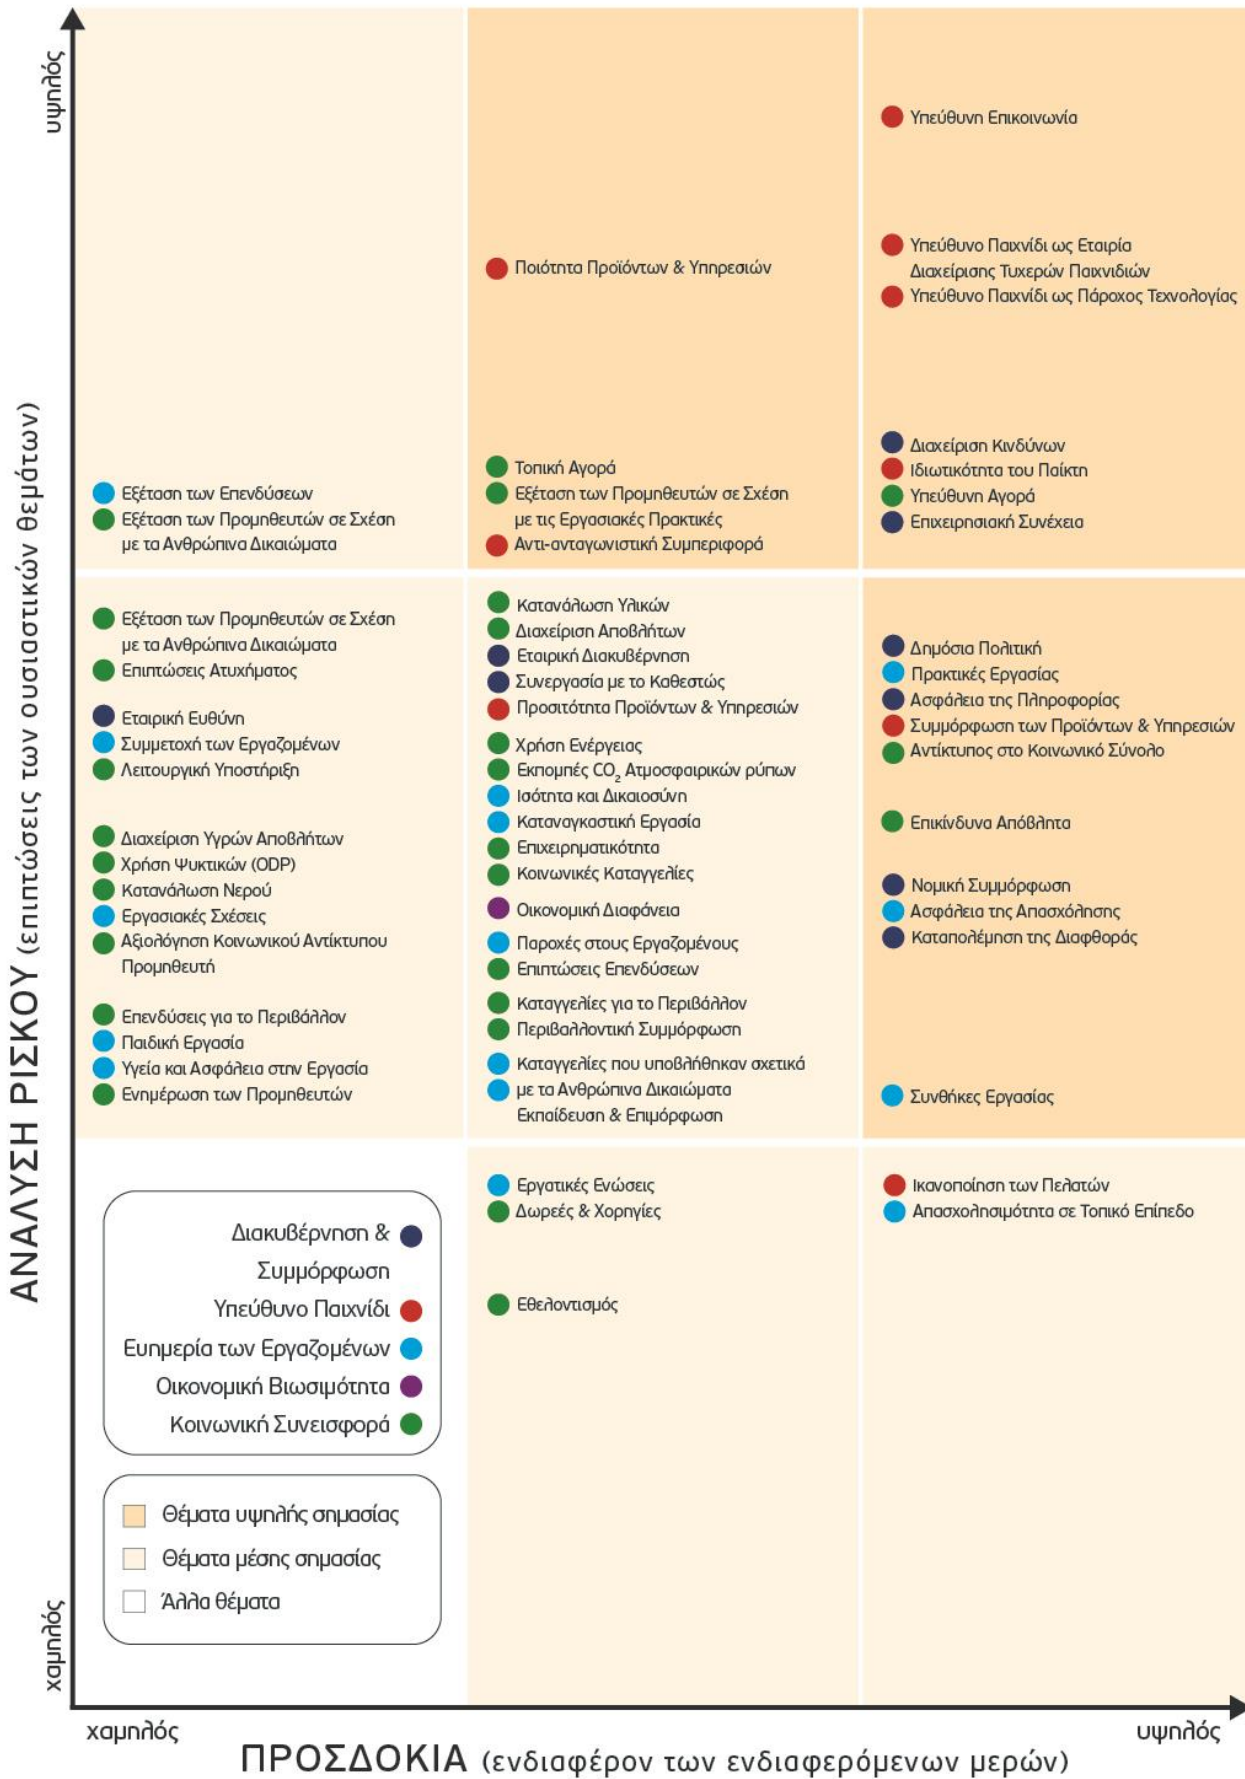 υψηλός
Υπεύθυνη Επικοινωνία
Υπεύθυνο Παιχνίδι ως Εταιρία
Διαχείρισης Τυχερών Παιχνιδιών
Υπεύθυνο Παιχνίδι ως Πάροχος Τεχνολογίας
Ποιότητα Προϊόντων & Υπηρεσιών
Διαχείριση Κινδύνων
Ιδιωτικότητα του Παίκτη
Υπεύθυνη Αγορά
Επιχειρησιακή Συνέχεια
Τοπική Αγορά
Εξέταση των Προμηθευτών σε Σχέση
με τις Εργασιακές Πρακτικές
Αντι-ανταγωνιστική Συμπεριφορά
Εξέταση των Επενδύσεων
Εξέταση των Προμηθευτών σε Σχέση
με τα Ανθρώπινα Δικαιώματα
ΑΝΑΛΥΣΗ ΡΙΣΚΟΥ (επιπτώσεις των ουσιαστικών θεμάτων)
Εξέταση των Προμηθευτών σε Σχέση
με τα Ανθρώπινα Δικαιώματα
Επιπτώσεις Ατυχήματος
Εταιρική Ευθύνη
Συμμετοχή των Εργαζομένων
Λειτουργική Υποστήριξη
Διαχείριση Υγρών Αποβλήτων
Χρήση Ψυκτικών (ODP)
Κατανάλωση Νερού
Εργασιακές Σχέσεις
Αξιολόγηση Κοινωνικού Αντίκτυπου
Προμηθευτή
Επενδύσεις για το Περιβάλλον
Παιδική Εργασία
Υγεία και Ασφάλεια στην Εργασία
Ενημέρωση των Προμηθευτών
Κατανάλωση Υλικών
Διαχείριση Αποβλήτων
Εταιρική Διακυβέρνηση
Συνεργασία με το Καθεστώς
Προσιτότητα Προϊόντων & Υπηρεσιών
Χρήση Ενέργειας
Εκπομπές CO₂ Ατμοσφαιρικών ρύπων
Ισότητα και Δικαιοσύνη
Καταναγκαστική Εργασία
Επιχειρηματικότητα
Κοινωνικές Καταγγελίες
Οικονομική Διαφάνεια
Παροχές στους Εργαζομένους
Επιπτώσεις Επενδύσεων
Καταγγελίες για το Περιβάλλον
Περιβαλλοντική Συμμόρφωση
Καταγγελίες που υποβλήθηκαν σχετικά
με τα Ανθρώπινα Δικαιώματα
Εκπαίδευση & Επιμόρφωση
Δημόσια Πολιτική
Πρακτικές Εργασίας
Ασφάλεια της Πληροφορίας
Συμμόρφωση των Προϊόντων & Υπηρεσιών
Αντίκτυπος στο Κοινωνικό Σύνολο
Επικίνδυνα Απόβλητα
Νομική Συμμόρφωση
Ασφάλεια της Απασχόλησης
Καταπολέμηση της Διαφθοράς
Συνθήκες Εργασίας
Εργατικές Ενώσεις
Δωρεές & Χορηγίες
Εθελοντισμός
Ικανοποίηση των Πελατών
Απασχολησιμότητα σε Τοπικό Επίπεδο
Διακυβέρνηση &
Συμμόρφωση
Υπεύθυνο Παιχνίδι
Ευημερία των Εργαζομένων
Οικονομική Βιωσιμότητα
Κοινωνική Συνεισφορά
Θέματα υψηλής σημασίας
Θέματα μέσης σημασίας
Άλλα θέματα
χαμηλός
χαμηλός
υψηλός
ΠΡΟΣΔΟΚΙΑ (ενδιαφέρον των ενδιαφερόμενων μερών)